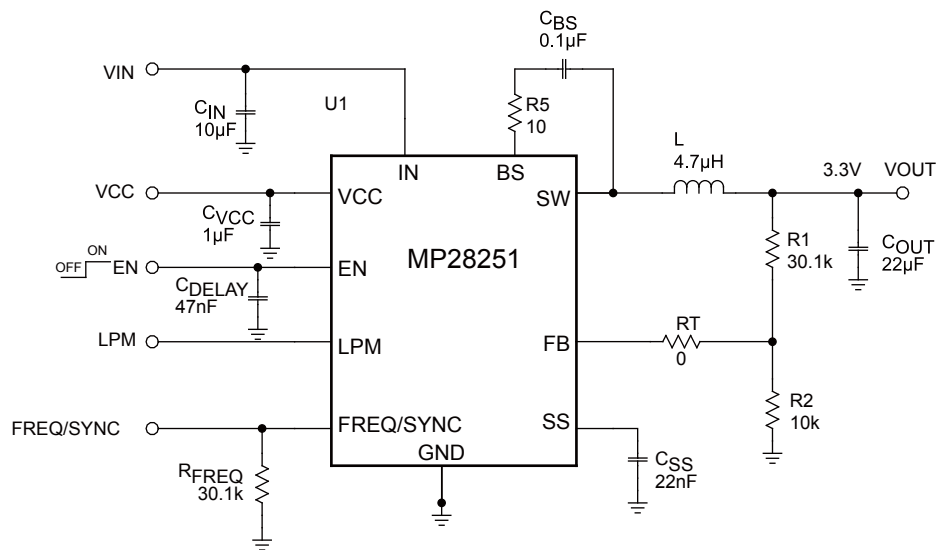 CBS
0.1µF
VIN
CIN
10µF
U1
R5
10
L
4.7µH
3.3V
VOUT
IN
BS
VCC
VCC
SW
CVCC
1µF
R1
30.1k
COUT
22µF
MP28251
ON
OFF
EN
EN
CDELAY
47nF
LPM
LPM
FB
RT
0
R2
10k
FREQ/SYNC
FREQ/SYNC
SS
GND
RFREQ
30.1k
CSS
22nF